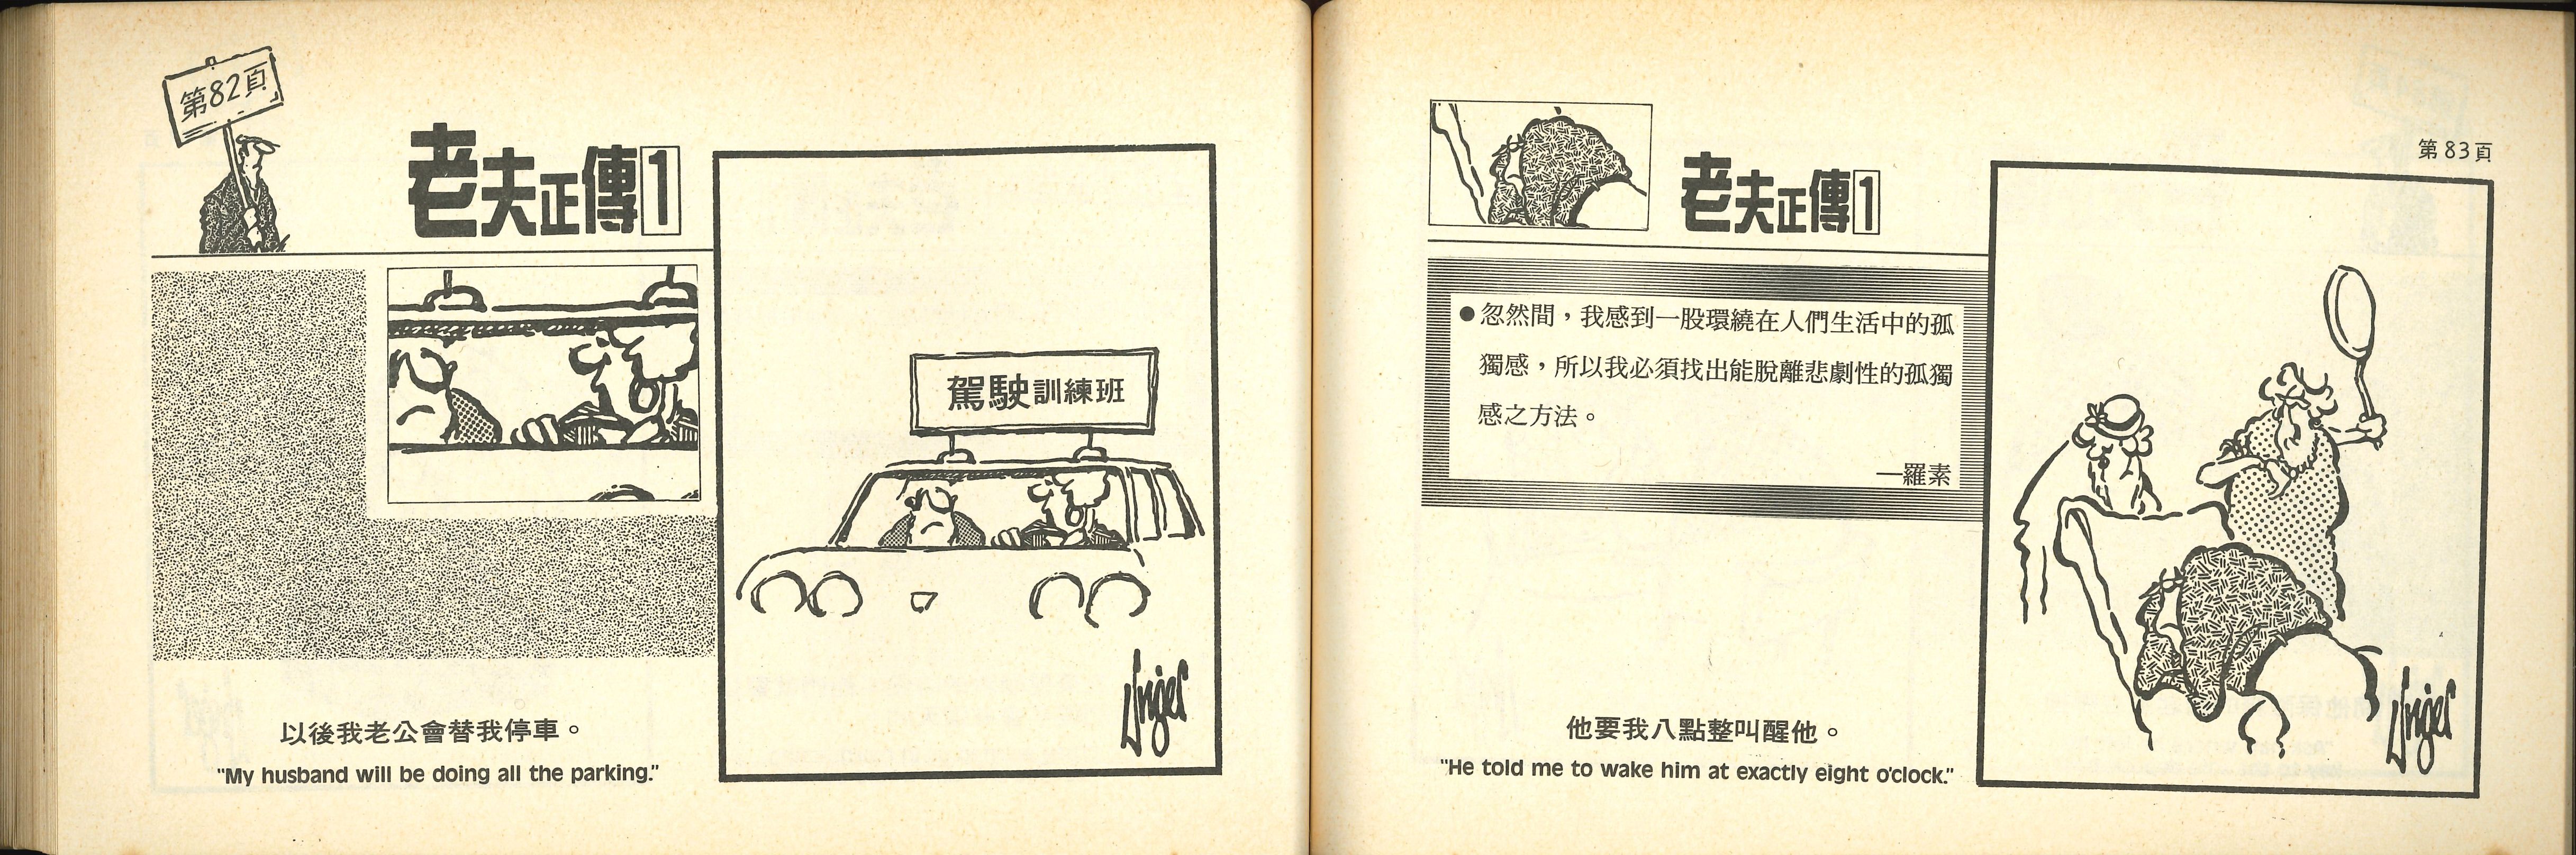 第82頁
老夫正傳1
駕駛訓練班
Unger
以後我老公會替我停車。
"My husband will be doing all the parking."
第83頁
老夫正傳1
●忽然間，我感到一股環繞在人們生活中的孤
獨感，所以我必須找出能脫離悲劇性的孤獨
感之方法。
—羅素
Unger
他要我八點整叫醒他。
"He told me to wake him at exactly eight o'clock."